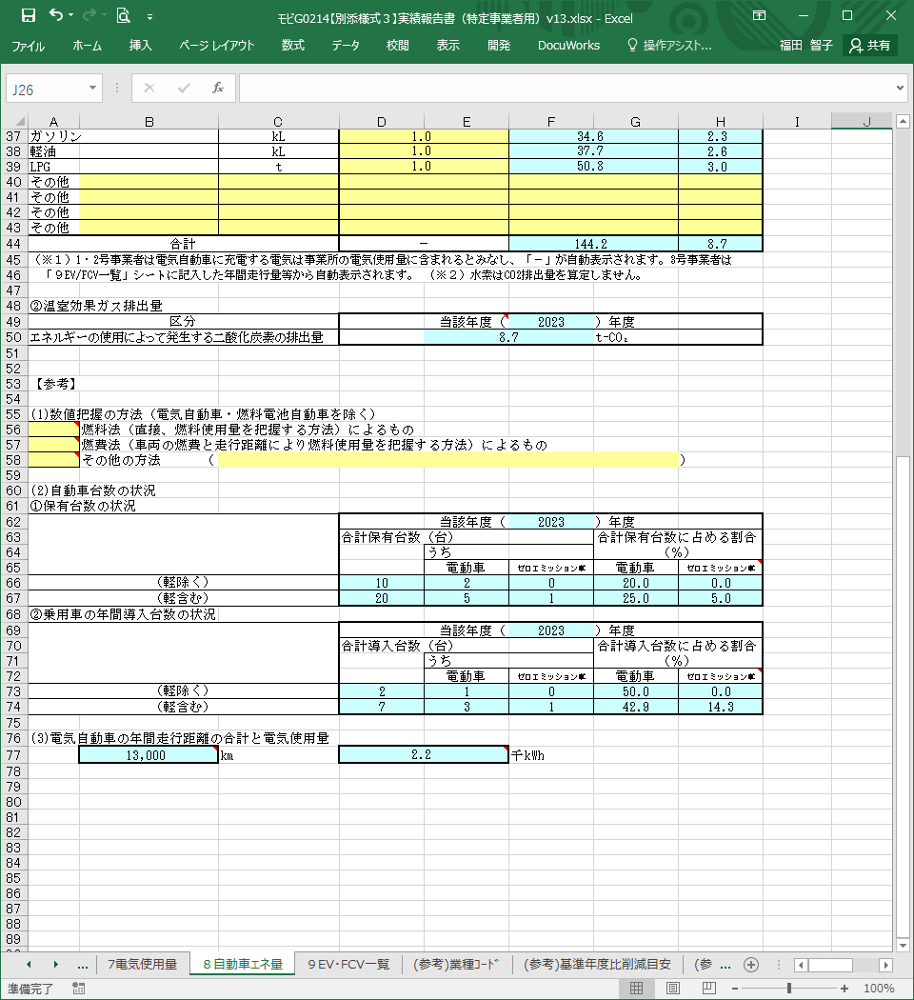 モビG0214【別添様式３】実績報告書（特定事業者用）v13.xlsx - Excel
ファイル ホーム 挿入 ページ レイアウト 数式 データ 校閲 表示 開発 DocuWorks 操作アシスト... 福田 智子 共有
J26 fx
A B C D E F G H I J
37 ガソリン kL 1.0 34.6 2.3
38 軽油 kL 1.0 37.7 2.6
39 LPG t 1.0 50.8 3.0
40 その他
41 その他
42 その他
43 その他
44 合計 － 144.2 8.7
45 （※１）1・2号事業者は電気自動車に充電する電気は事業所の電気使用量に含まれるとみなし、「－」が自動表示されます。3号事業者は
46 「９EV/FCV一覧」シートに記入した年間走行量等から自動表示されます。 （※２）水素はCO2排出量を算定しません。
47
48 ②温室効果ガス排出量
49 区分 当該年度（ 2023 ）年度
50 エネルギーの使用によって発生する二酸化炭素の排出量 8.7 t-CO₂
51
52
53 【参考】
54
55 (1)数値把握の方法（電気自動車・燃料電池自動車を除く）
56 燃料法（直接、燃料使用量を把握する方法）によるもの
57 燃費法（車両の燃費と走行距離により燃料使用量を把握する方法）によるもの
58 その他の方法 （ ）
59
60 (2)自動車台数の状況
61 ①保有台数の状況
62 当該年度（ 2023 ）年度
63 合計保有台数（台） 合計保有台数に占める割合
64 うち （％）
65 電動車 ゼロエミッション車 電動車 ゼロエミッション車
66 （軽除く） 10 2 0 20.0 0.0
67 （軽含む） 20 5 1 25.0 5.0
68 ②乗用車の年間導入台数の状況
69 当該年度（ 2023 ）年度
70 合計導入台数（台） 合計導入台数に占める割合
71 うち （％）
72 電動車 ゼロエミッション車 電動車 ゼロエミッション車
73 （軽除く） 2 1 0 50.0 0.0
74 （軽含む） 7 3 1 42.9 14.3
75
76 (3)電気自動車の年間走行距離の合計と電気使用量
77 13,000 km 2.2 千kWh
78
79
80
81
82
83
84
85
86
87
88
89
... 7電気使用量 ８自動車エネ量 ９EV・FCV一覧 (参考)業種ｺｰﾄﾞ (参考)基準年度比削減目安 (参 ...
準備完了 100%